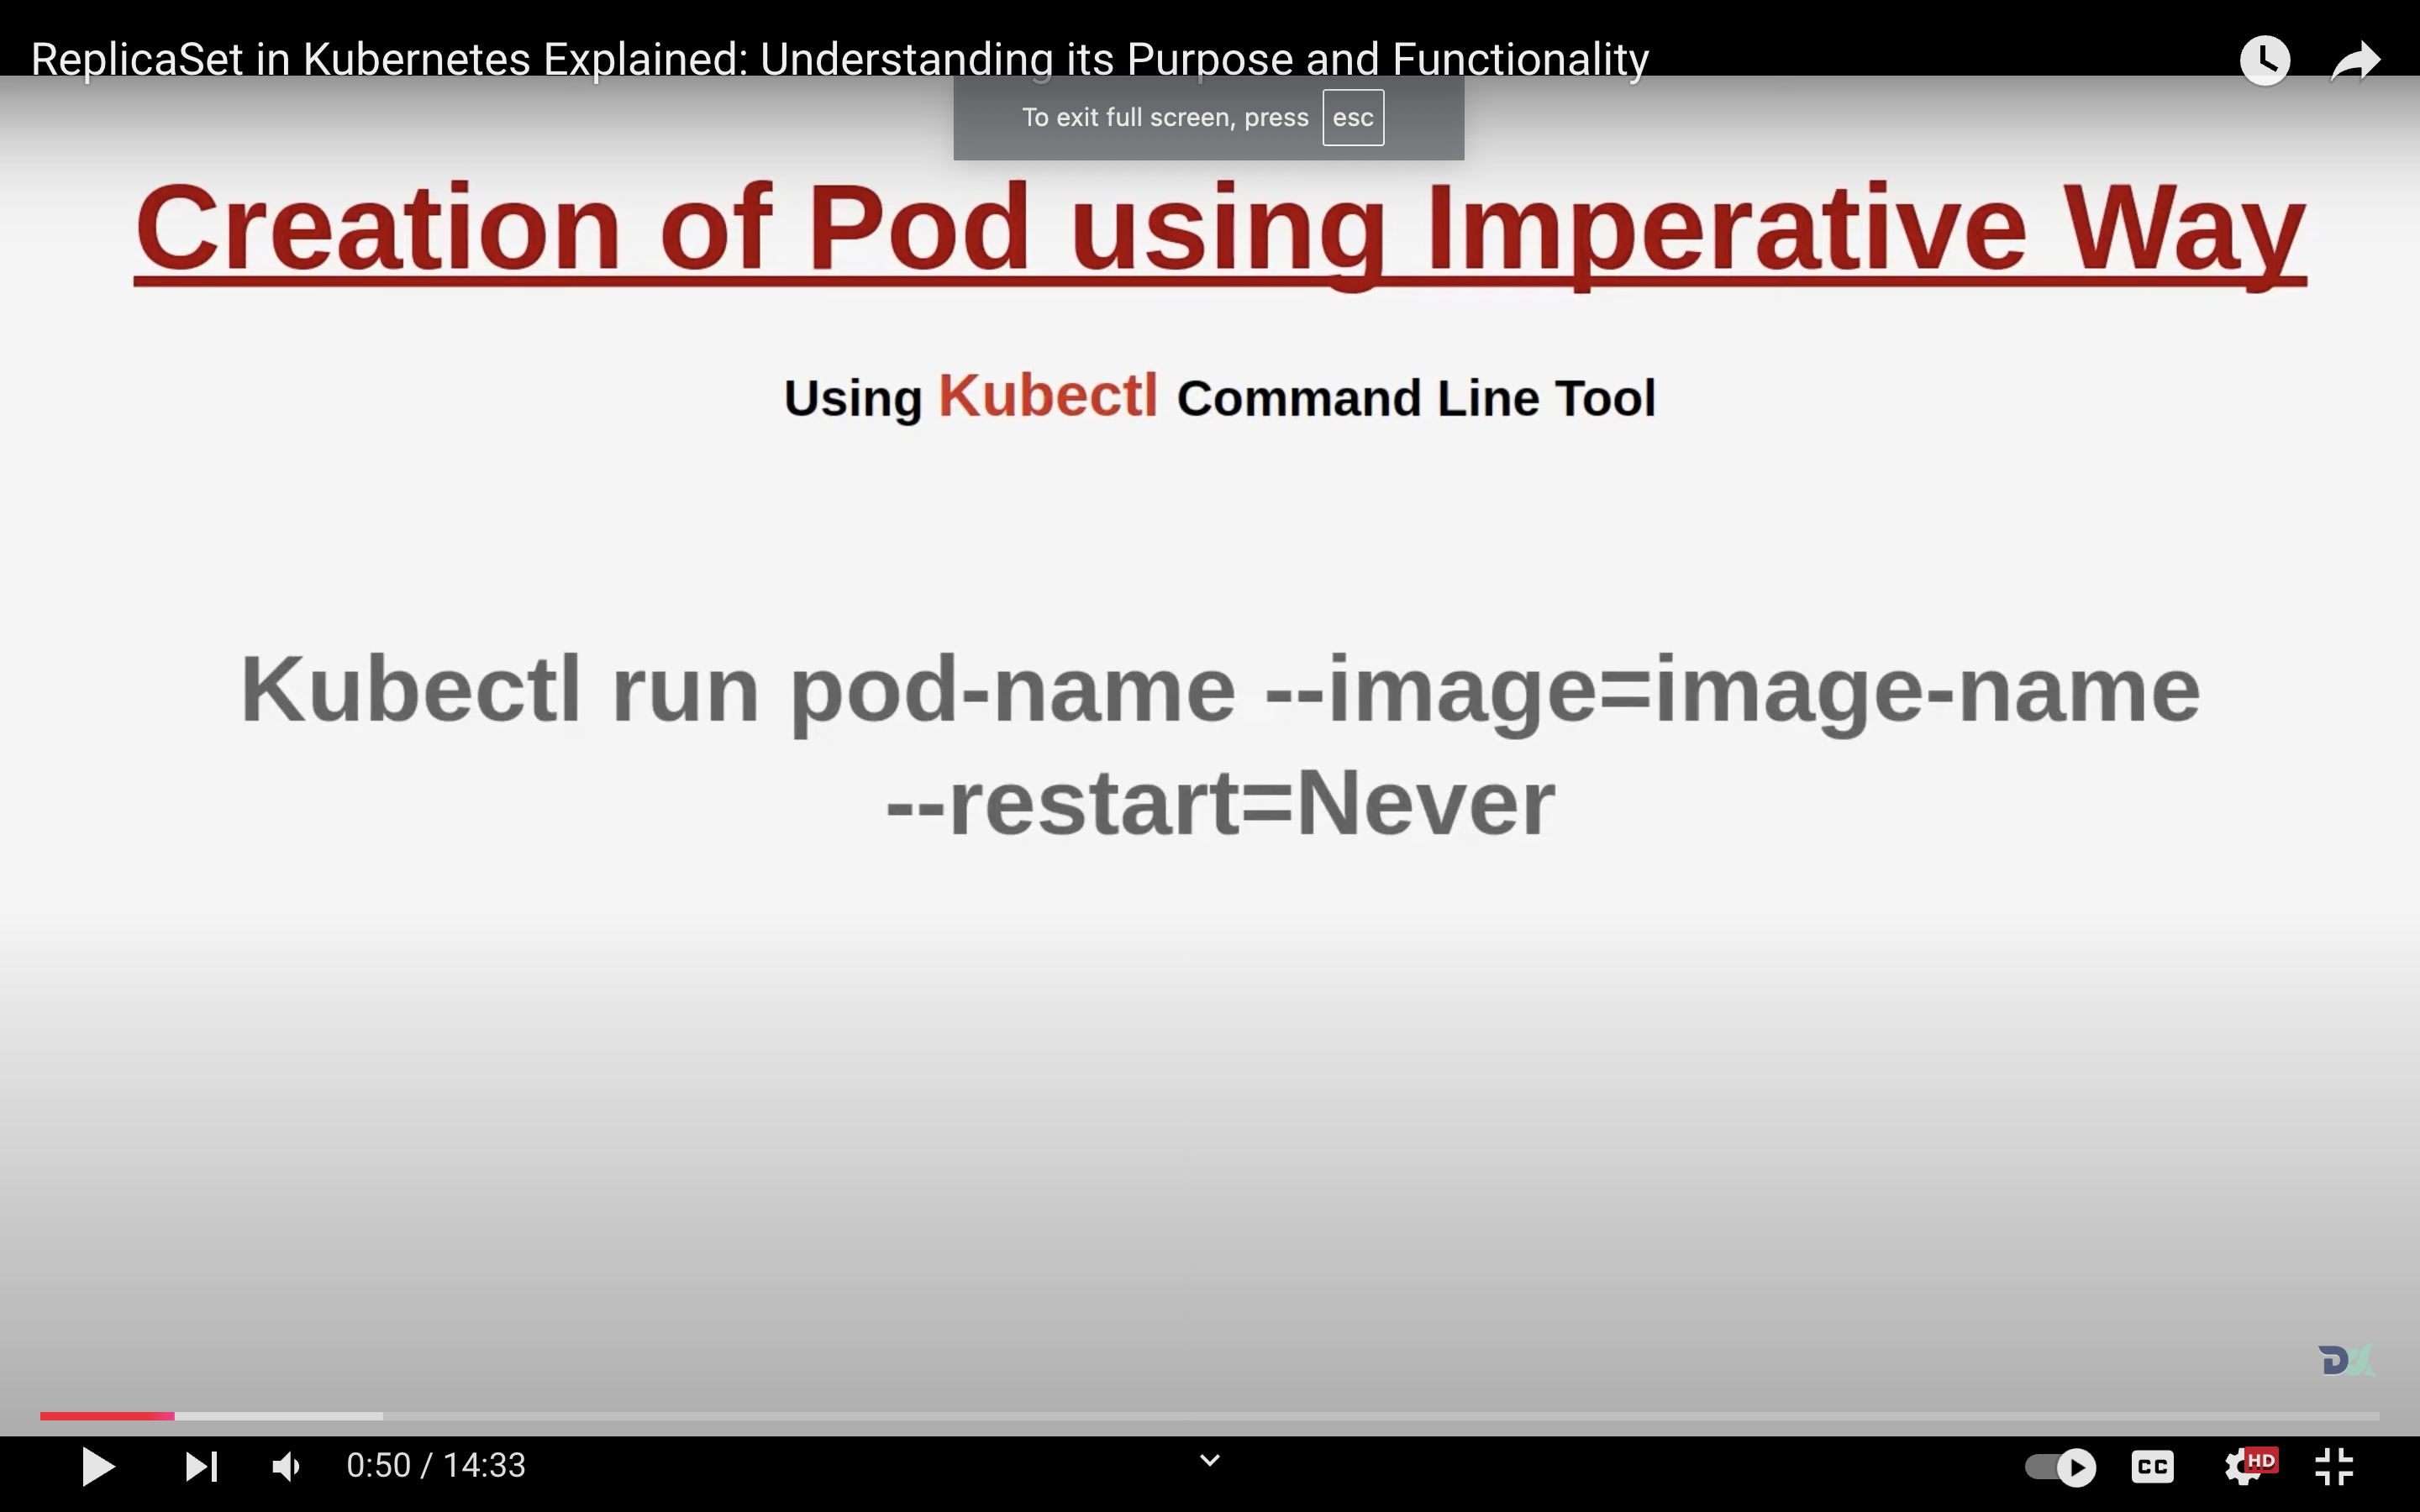 ReplicaSet in Kubernetes Explained: Understanding its Purpose and Functionality
To exit full screen, press esc
Creation of Pod using Imperative Way
Using Kubectl Command Line Tool
Kubectl run pod-name --image=image-name
--restart=Never
0:50 / 14:33
CC
HD